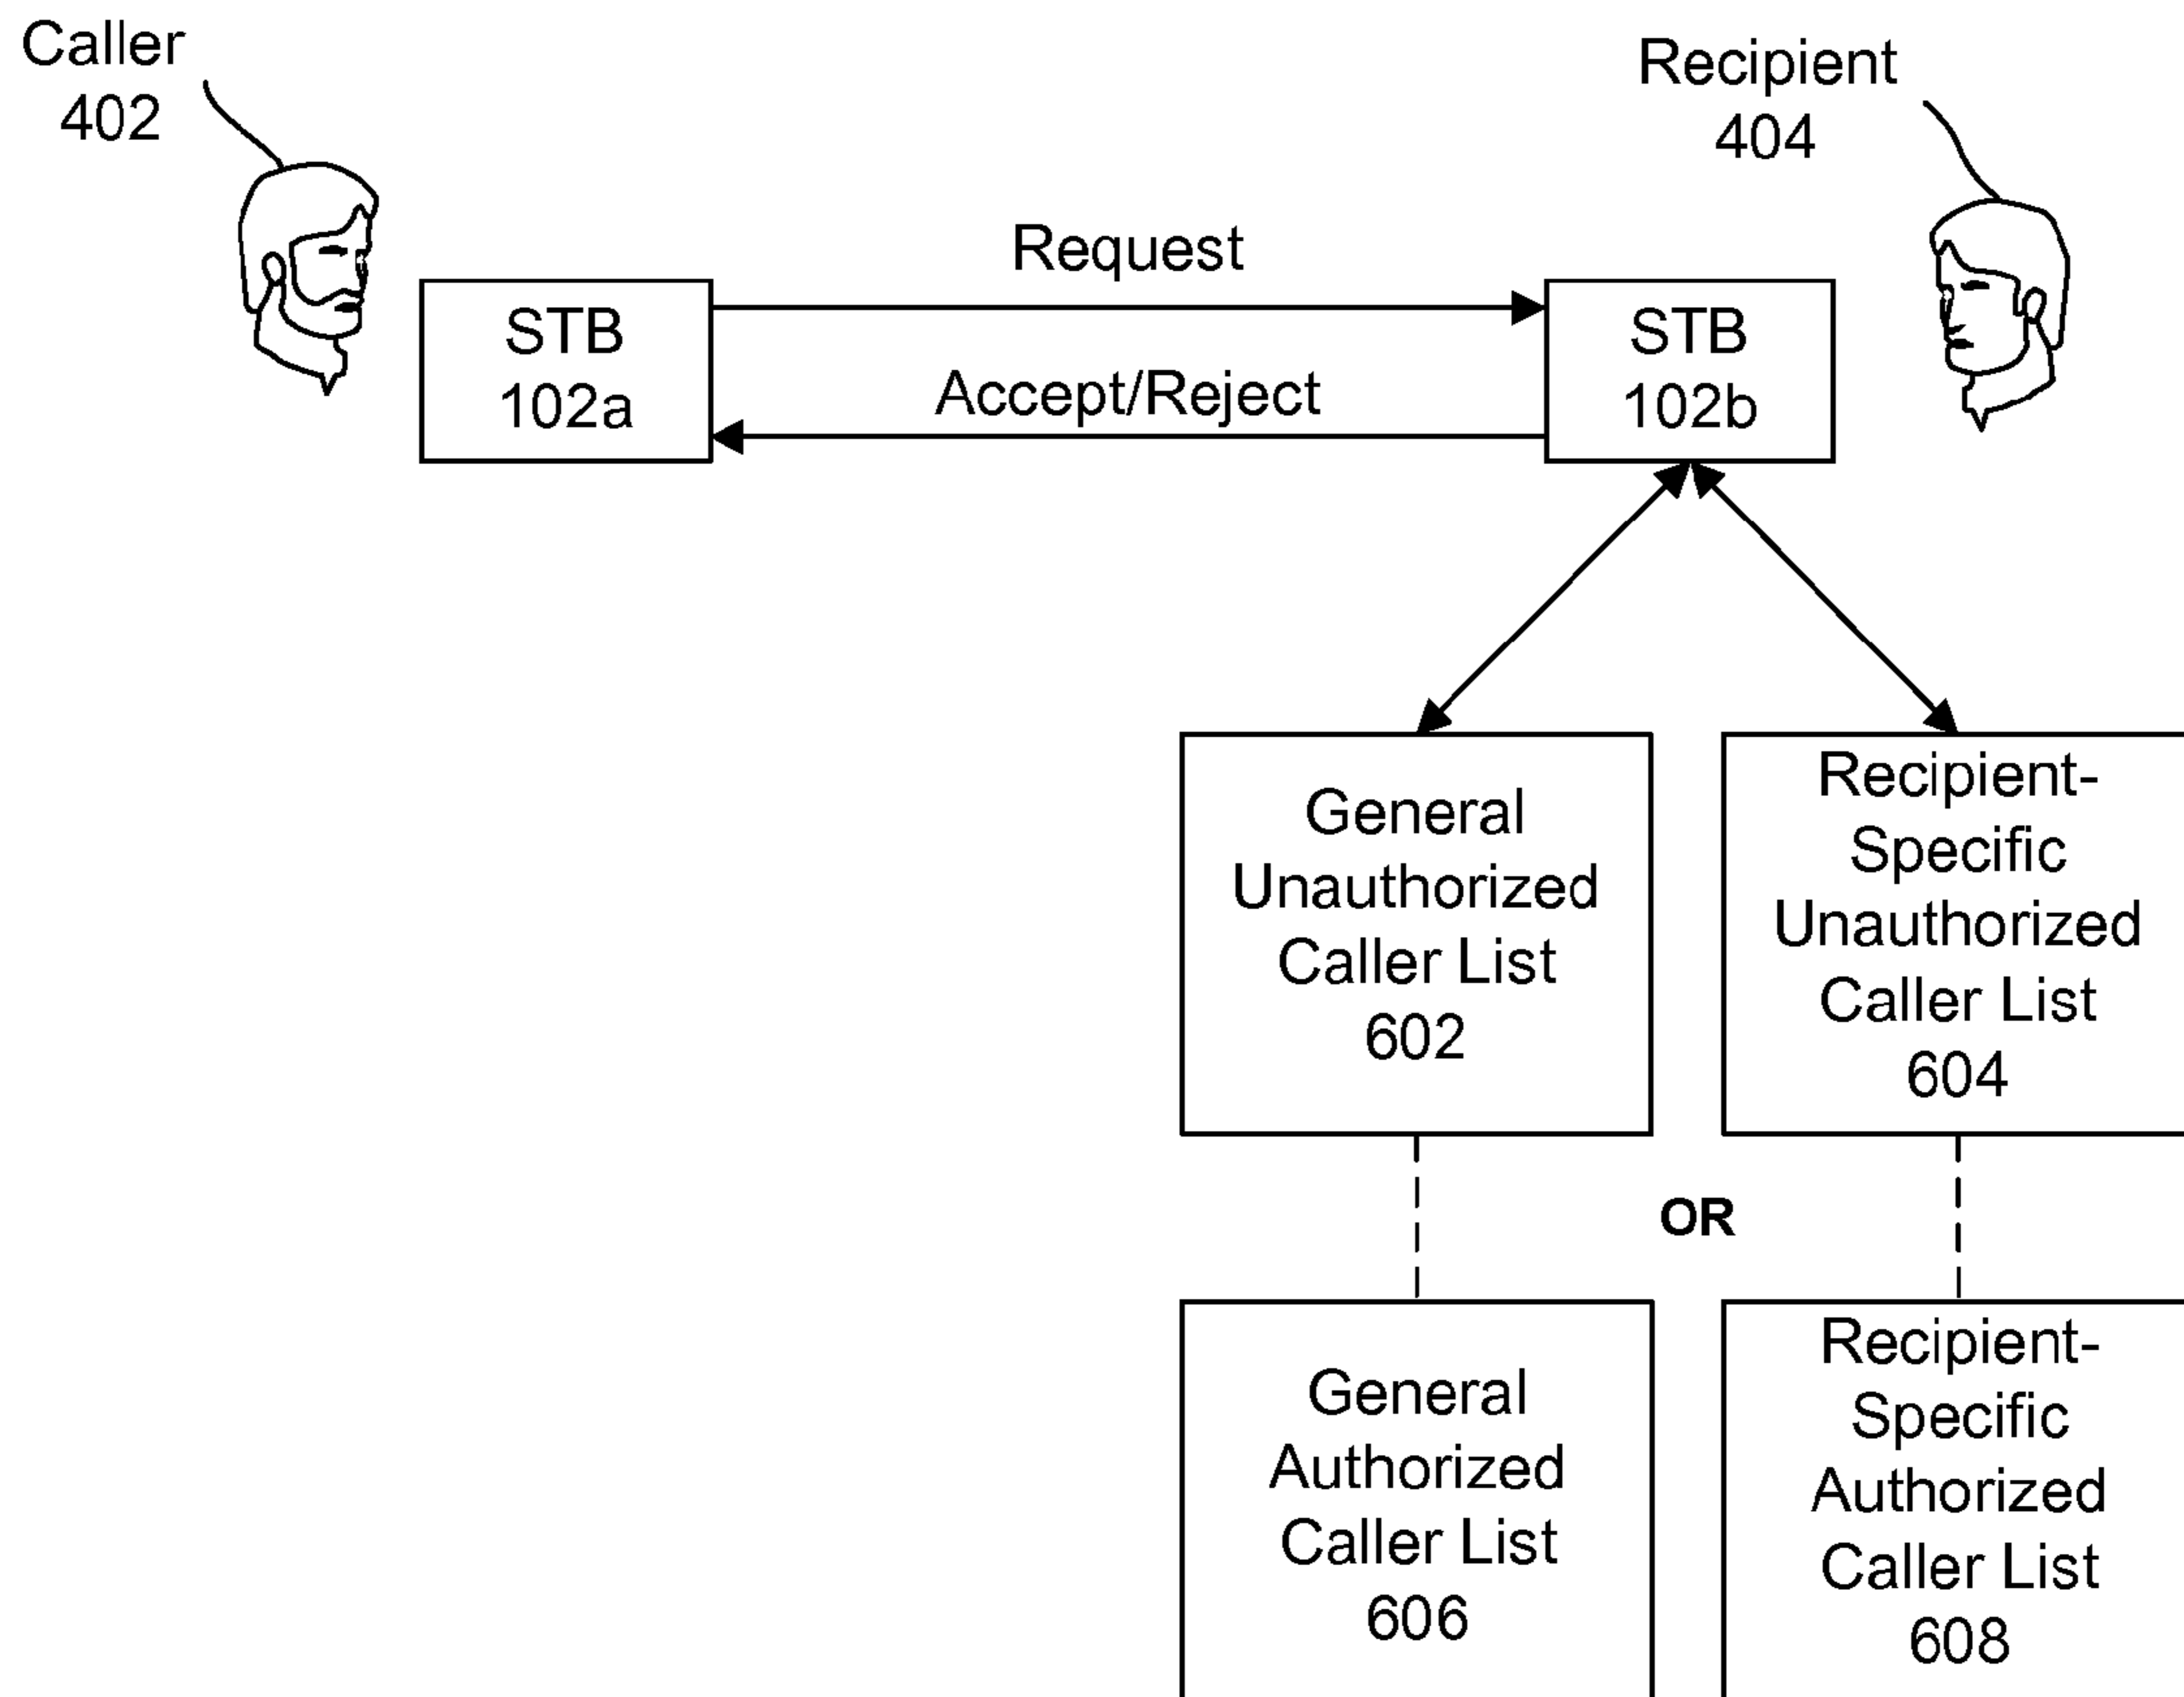 Caller
402
Recipient
404
Request
STB
102a
Accept/Reject
STB
102b
General
Unauthorized
Caller List
602
Recipient-
Specific
Unauthorized
Caller List
604
OR
General
Authorized
Caller List
606
Recipient-
Specific
Authorized
Caller List
608